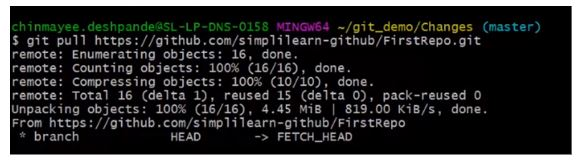 chinmayee.deshpande@SL-LP-DNS-0158 MINGW64 ~/git_demo/Changes (master)
$ git pull https://github.com/simplilearn-github/FirstRepo.git
remote: Enumerating objects: 16, done.
remote: Counting objects: 100% (16/16), done.
remote: Compressing objects: 100% (10/10), done.
remote: Total 16 (delta 1), reused 15 (delta 0), pack-reused 0
Unpacking objects: 100% (16/16), 4.45 MiB | 819.00 KiB/s, done.
From https://github.com/simplilearn-github/FirstRepo
 * branch            HEAD       -> FETCH_HEAD